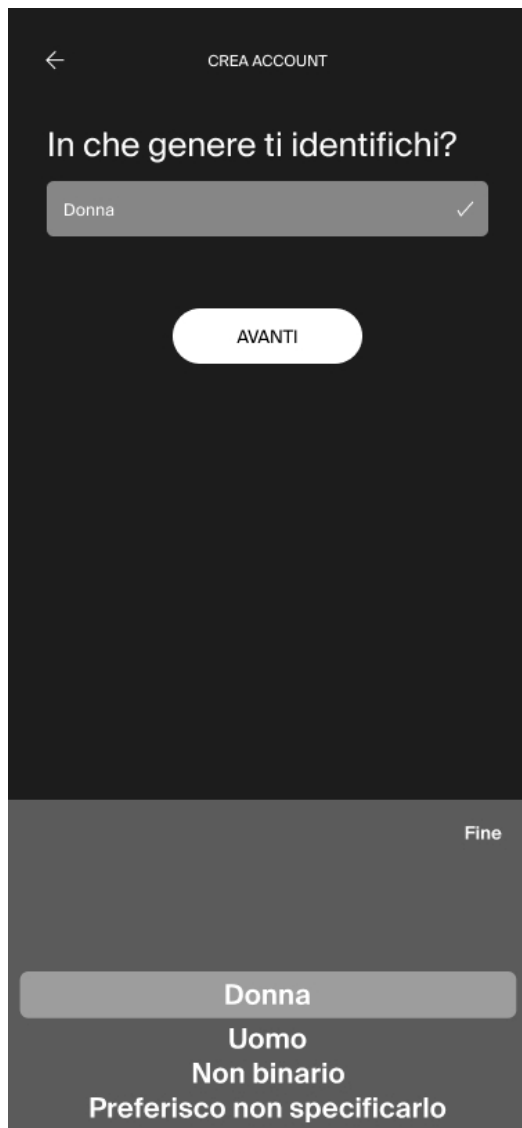 CREA ACCOUNT
In che genere ti identifichi?
Donna
AVANTI
Fine
Donna
Uomo
Non binario
Preferisco non specificarlo